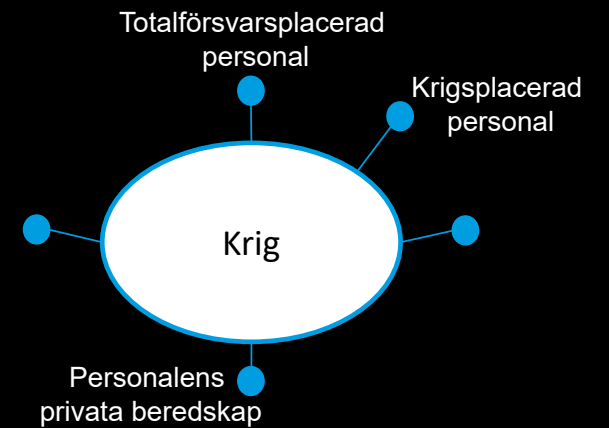 Totalförsvarsplacerad
personal
Krigsplacerad
personal
Krig
Personalens
privata beredskap